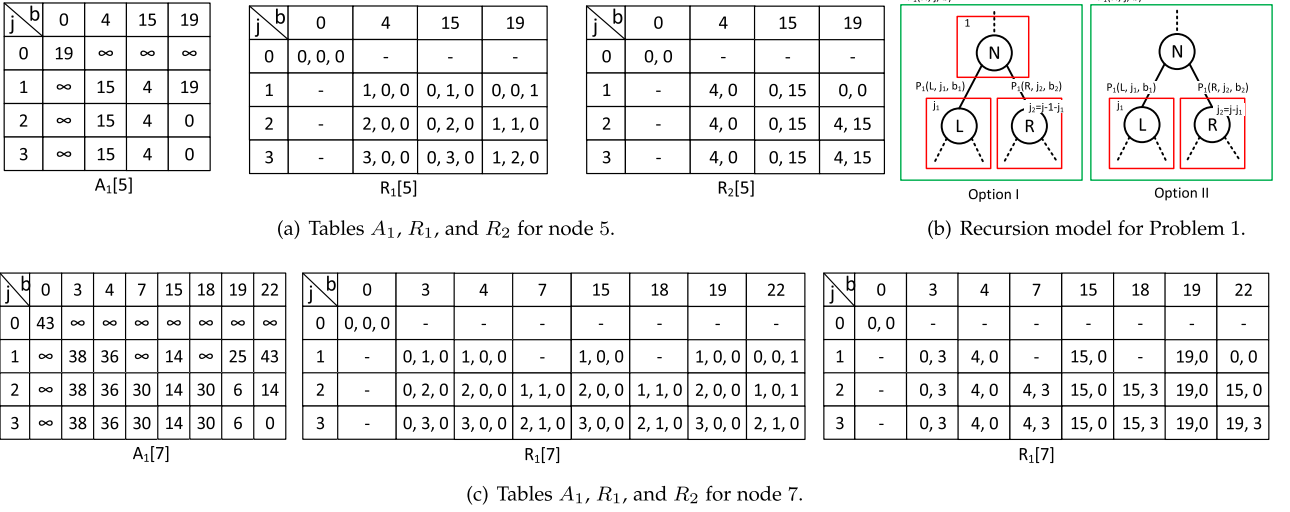 j b 0 4 15 19
0 19 ∞ ∞ ∞
1 ∞ 15 4 19
2 ∞ 15 4 0
3 ∞ 15 4 0
A1[5]
j b 0 4 15 19
0 0, 0, 0 - - -
1 - 1, 0, 0 0, 1, 0 0, 0, 1
2 - 2, 0, 0 0, 2, 0 1, 1, 0
3 - 3, 0, 0 0, 3, 0 1, 2, 0
R1[5]
j b 0 4 15 19
0 0, 0 - - -
1 - 4, 0 0, 15 0, 0
2 - 4, 0 0, 15 4, 15
3 - 4, 0 0, 15 4, 15
R2[5]
(a) Tables A1, R1, and R2 for node 5.
1
N
P1(L, j1, b1) P1(R, j2, b2)
j1 j2=j-1-j1
L R
Option I
N
P1(L, j1, b1) P1(R, j2, b2)
j1 j2=j-j1
L R
Option II
(b) Recursion model for Problem 1.
j b 0 3 4 7 15 18 19 22
0 43 ∞ ∞ ∞ ∞ ∞ ∞ ∞
1 ∞ 38 36 ∞ 14 ∞ 25 43
2 ∞ 38 36 30 14 30 6 14
3 ∞ 38 36 30 14 30 6 0
A1[7]
j b 0 3 4 7 15 18 19 22
0 0, 0, 0 - - - - - - -
1 - 0, 1, 0 1, 0, 0 - 1, 0, 0 - 1, 0, 0 0, 0, 1
2 - 0, 2, 0 2, 0, 0 1, 1, 0 2, 0, 0 1, 1, 0 2, 0, 0 1, 0, 1
3 - 0, 3, 0 3, 0, 0 2, 1, 0 3, 0, 0 2, 1, 0 3, 0, 0 2, 1, 0
R1[7]
j b 0 3 4 7 15 18 19 22
0 0, 0 - - - - - - -
1 - 0, 3 4, 0 - 15, 0 - 19,0 0, 0
2 - 0, 3 4, 0 4, 3 15, 0 15, 3 19,0 15, 0
3 - 0, 3 4, 0 4, 3 15, 0 15, 3 19,0 19, 3
R1[7]
(c) Tables A1, R1, and R2 for node 7.